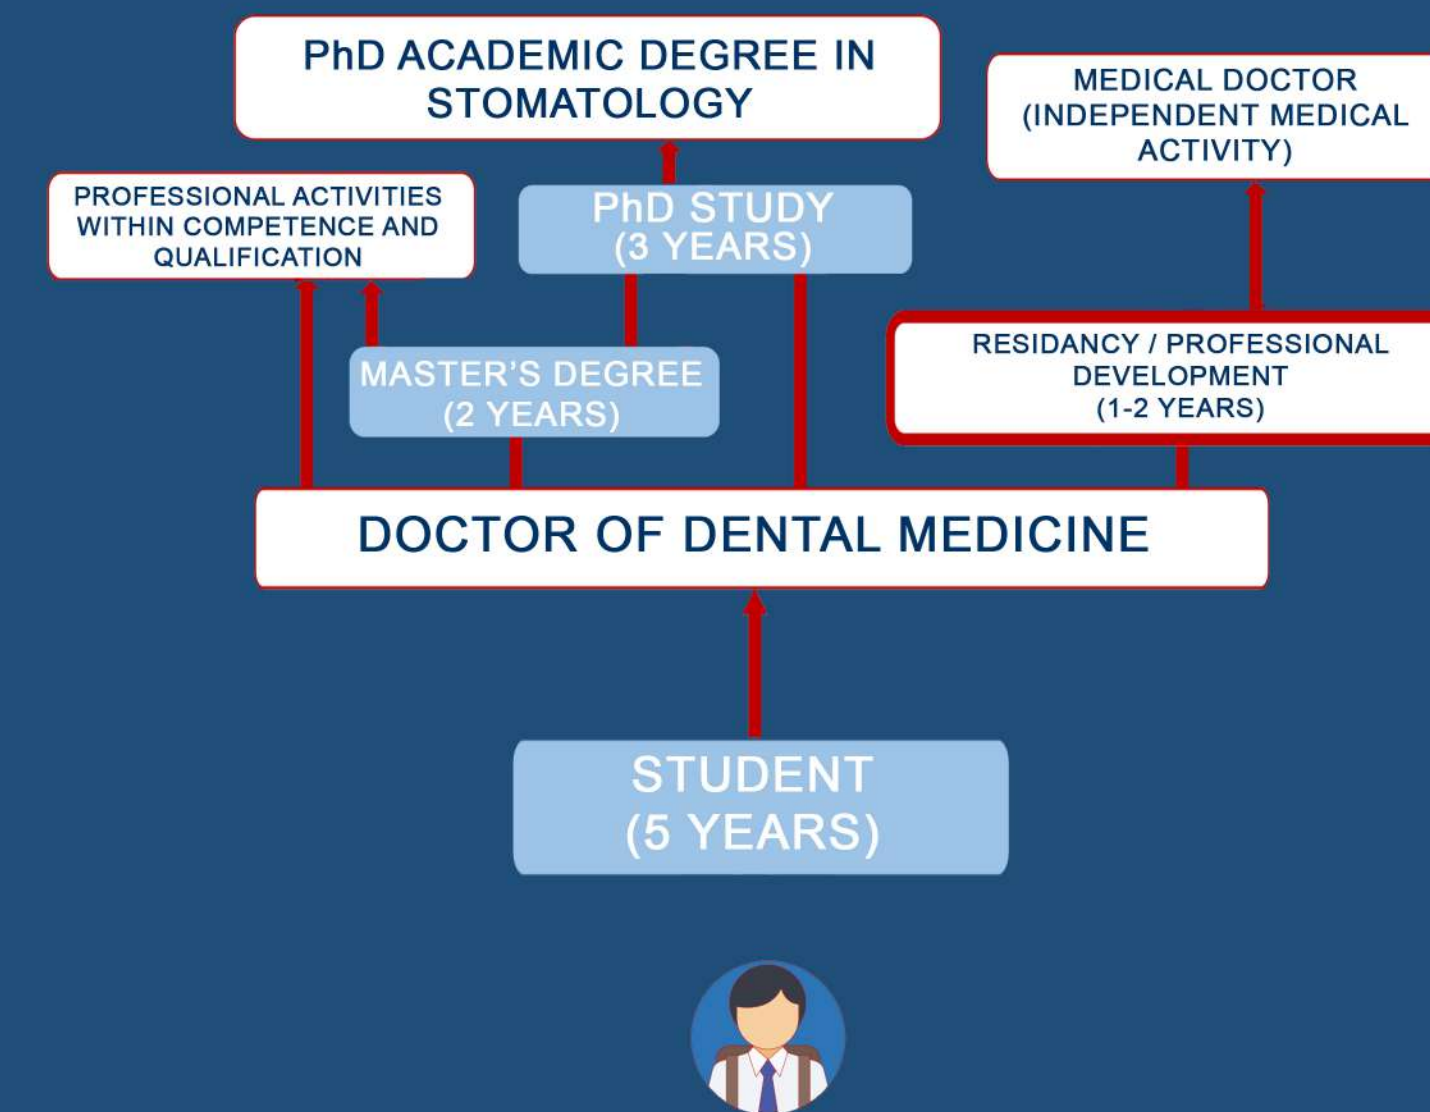 PhD ACADEMIC DEGREE IN
STOMATOLOGY
MEDICAL DOCTOR
(INDEPENDENT MEDICAL
ACTIVITY)
PROFESSIONAL ACTIVITIES
WITHIN COMPETENCE AND
QUALIFICATION
PhD STUDY
(3 YEARS)
MASTER'S DEGREE
(2 YEARS)
RESIDANCY / PROFESSIONAL
DEVELOPMENT
(1-2 YEARS)
DOCTOR OF DENTAL MEDICINE
STUDENT
(5 YEARS)